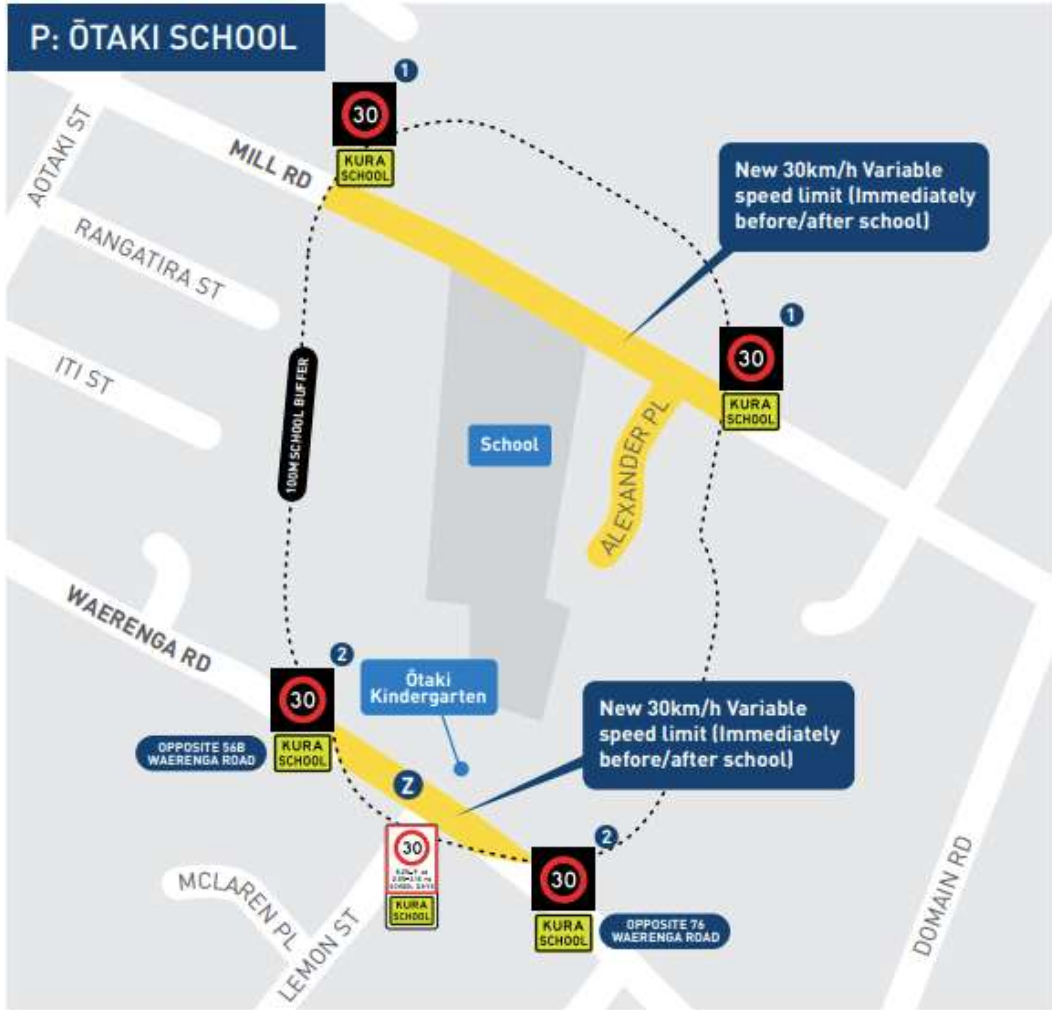 P: ŌTAKI SCHOOL
1
30
KURA
SCHOOL
MILL RD
AOTAKI ST
RANGATIRA ST
ITI ST
New 30km/h Variable
speed limit (Immediately
before/after school)
1
30
KURA
SCHOOL
100M SCHOOL BUFFER
School
ALEXANDER PL
WAERENGA RD
2
30
KURA
SCHOOL
OPPOSITE 56B
WAERENGA ROAD
Ōtaki
Kindergarten
New 30km/h Variable
speed limit (Immediately
before/after school)
Z
30
SCHOOL DAYS
KURA
SCHOOL
2
30
KURA
SCHOOL
OPPOSITE 76
WAERENGA ROAD
MCLAREN PL
LEMON ST
DOMAIN RD